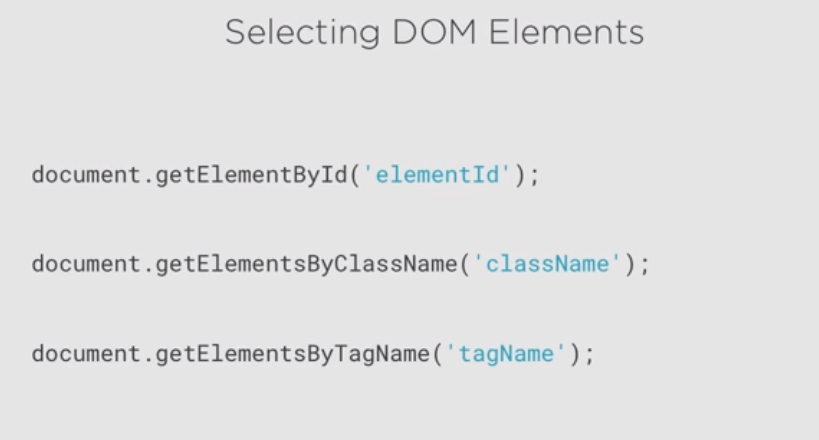 Selecting DOM Elements
document.getElementById('elementId');
document.getElementsByClassName('className');
document.getElementsByTagName('tagName');